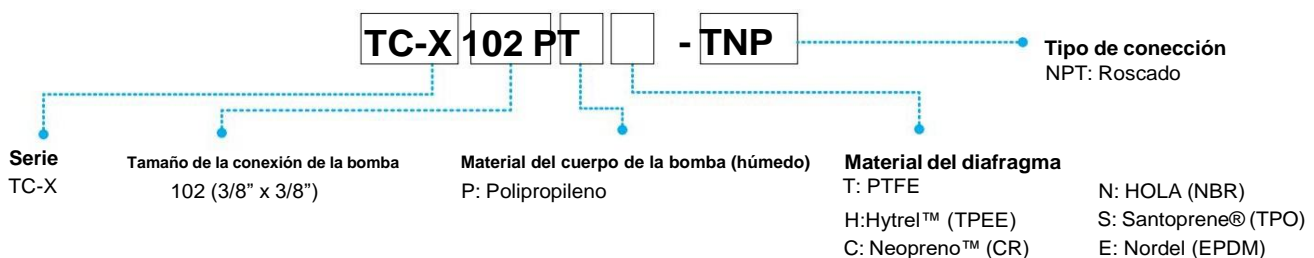 TC-X 102 PT - TNP
Tipo de conección
NPT: Roscado
Serie
TC-X
Tamaño de la conexión de la bomba
102 (3/8” x 3/8”)
Material del cuerpo de la bomba (húmedo)
P: Polipropileno
Material del diafragma
T: PTFE
H:Hytrel™ (TPEE)
C: Neopreno™ (CR)
N: HOLA (NBR)
S: Santoprene® (TPO)
E: Nordel (EPDM)